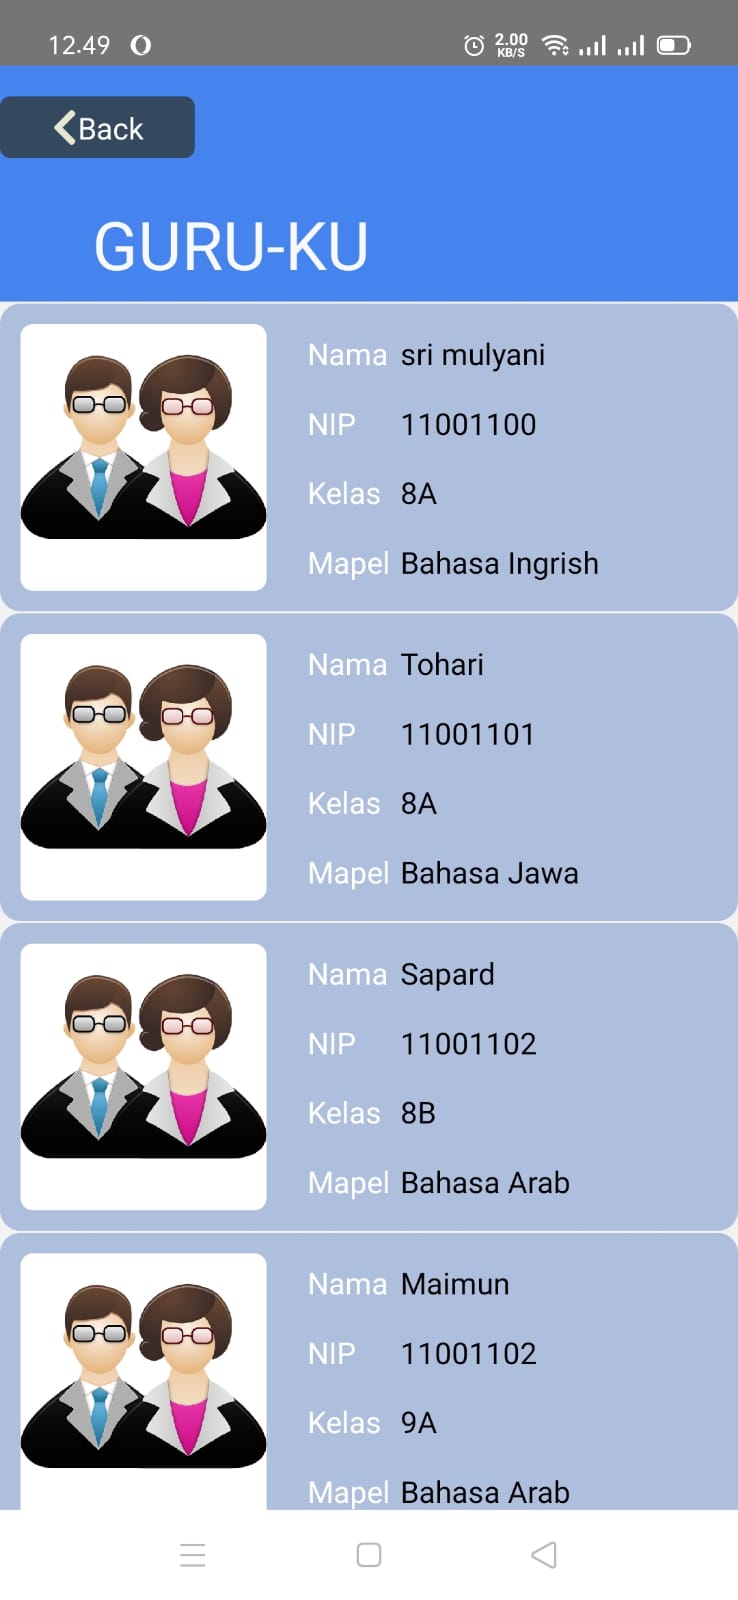 12.49 2.00 KB/S
Back
GURU-KU
Nama sri mulyani
NIP 11001100
Kelas 8A
Mapel Bahasa Ingrish
Nama Tohari
NIP 11001101
Kelas 8A
Mapel Bahasa Jawa
Nama Sapard
NIP 11001102
Kelas 8B
Mapel Bahasa Arab
Nama Maimun
NIP 11001102
Kelas 9A
Mapel Bahasa Arab